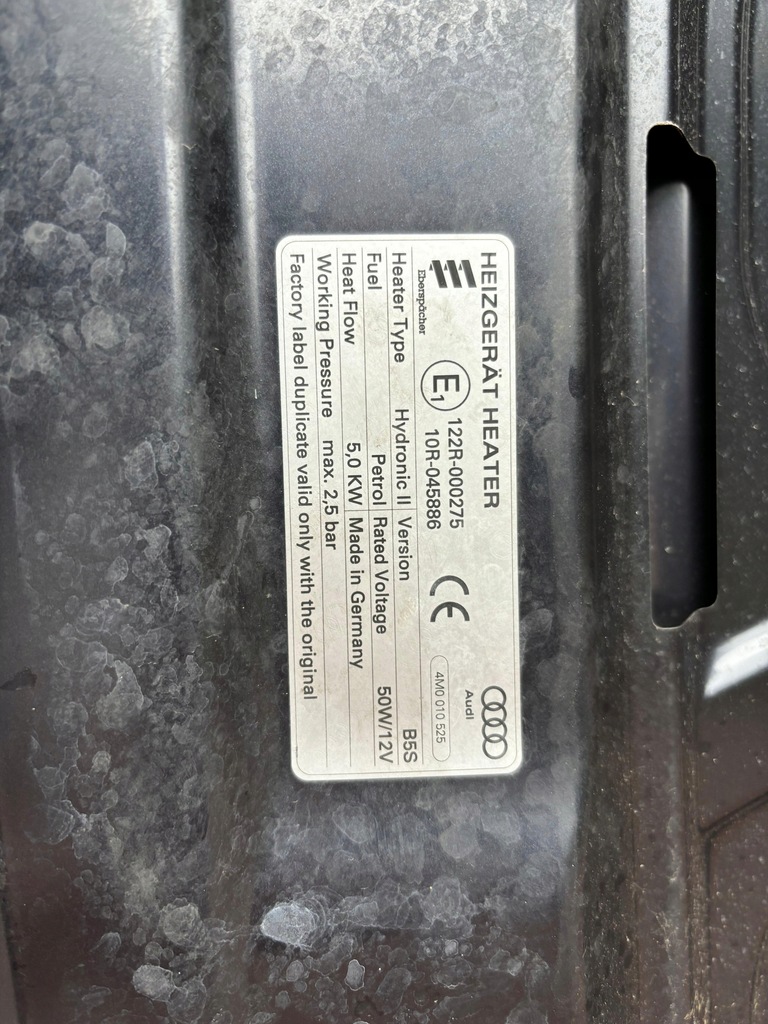 HEIZGERÄT HEATER
Eberspächer
E1
122R-000275
10R-045886
CE
Audi
4M0 010 525
Heater Type Hydronic II Version B5S
Fuel Petrol Rated Voltage 50W/12V
Heat Flow 5,0 KW Made in Germany
Working Pressure max. 2,5 bar
Factory label duplicate valid only with the original